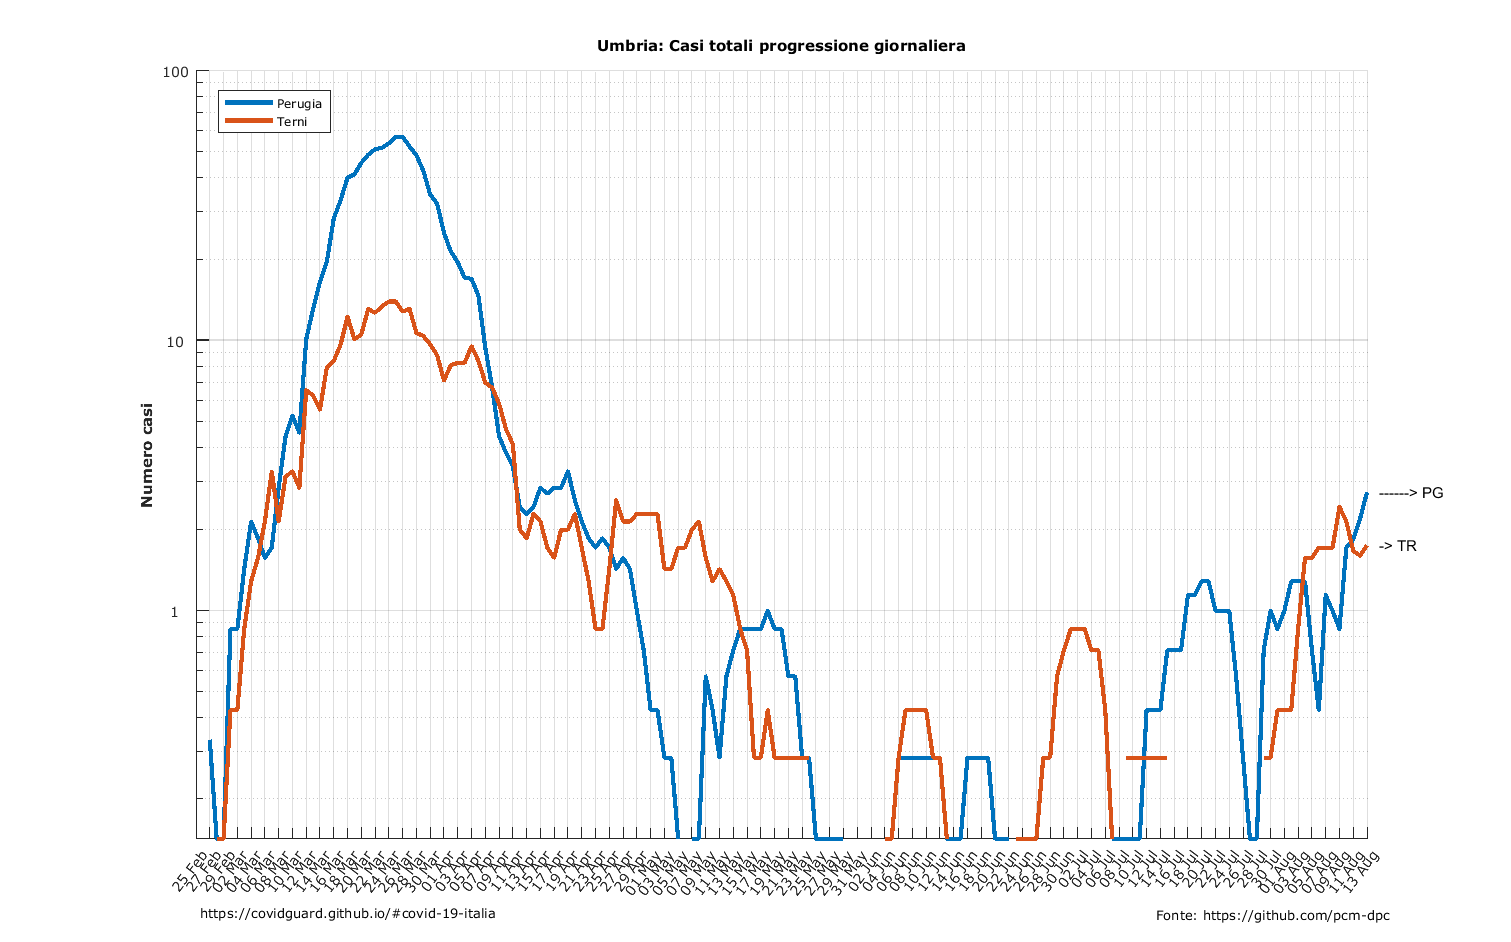 Umbria: Casi totali progressione giornaliera
100
Perugia
Terni
10
Numero casi
------> PG
-> TR
1
25 Feb
27 Feb
29 Feb
02 Mar
04 Mar
06 Mar
08 Mar
10 Mar
12 Mar
14 Mar
16 Mar
18 Mar
20 Mar
22 Mar
24 Mar
26 Mar
28 Mar
30 Mar
01 Apr
03 Apr
05 Apr
07 Apr
09 Apr
11 Apr
13 Apr
15 Apr
17 Apr
19 Apr
21 Apr
23 Apr
25 Apr
27 Apr
29 Apr
01 May
03 May
05 May
07 May
09 May
11 May
13 May
15 May
17 May
19 May
21 May
23 May
25 May
27 May
29 May
31 May
02 Jun
04 Jun
06 Jun
08 Jun
10 Jun
12 Jun
14 Jun
16 Jun
18 Jun
20 Jun
22 Jun
24 Jun
26 Jun
28 Jun
30 Jun
02 Jul
04 Jul
06 Jul
08 Jul
10 Jul
12 Jul
14 Jul
16 Jul
18 Jul
20 Jul
22 Jul
24 Jul
26 Jul
28 Jul
30 Jul
01 Aug
03 Aug
05 Aug
07 Aug
09 Aug
11 Aug
13 Aug
https://covidguard.github.io/#covid-19-italia
Fonte: https://github.com/pcm-dpc